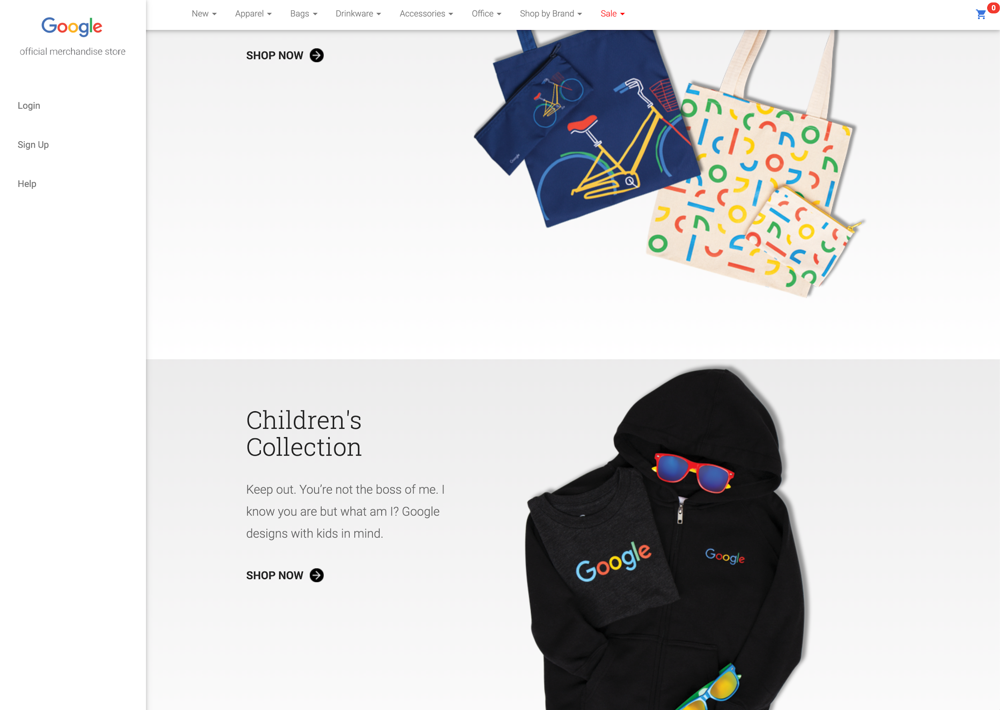 Google
official merchandise store
Login
Sign Up
Help
New
Apparel
Bags
Drinkware
Accessories
Office
Shop by Brand
Sale
0
SHOP NOW
Google
Children's
Collection
Keep out. You’re not the boss of me. I
know you are but what am I? Google
designs with kids in mind.
SHOP NOW
Google
Google